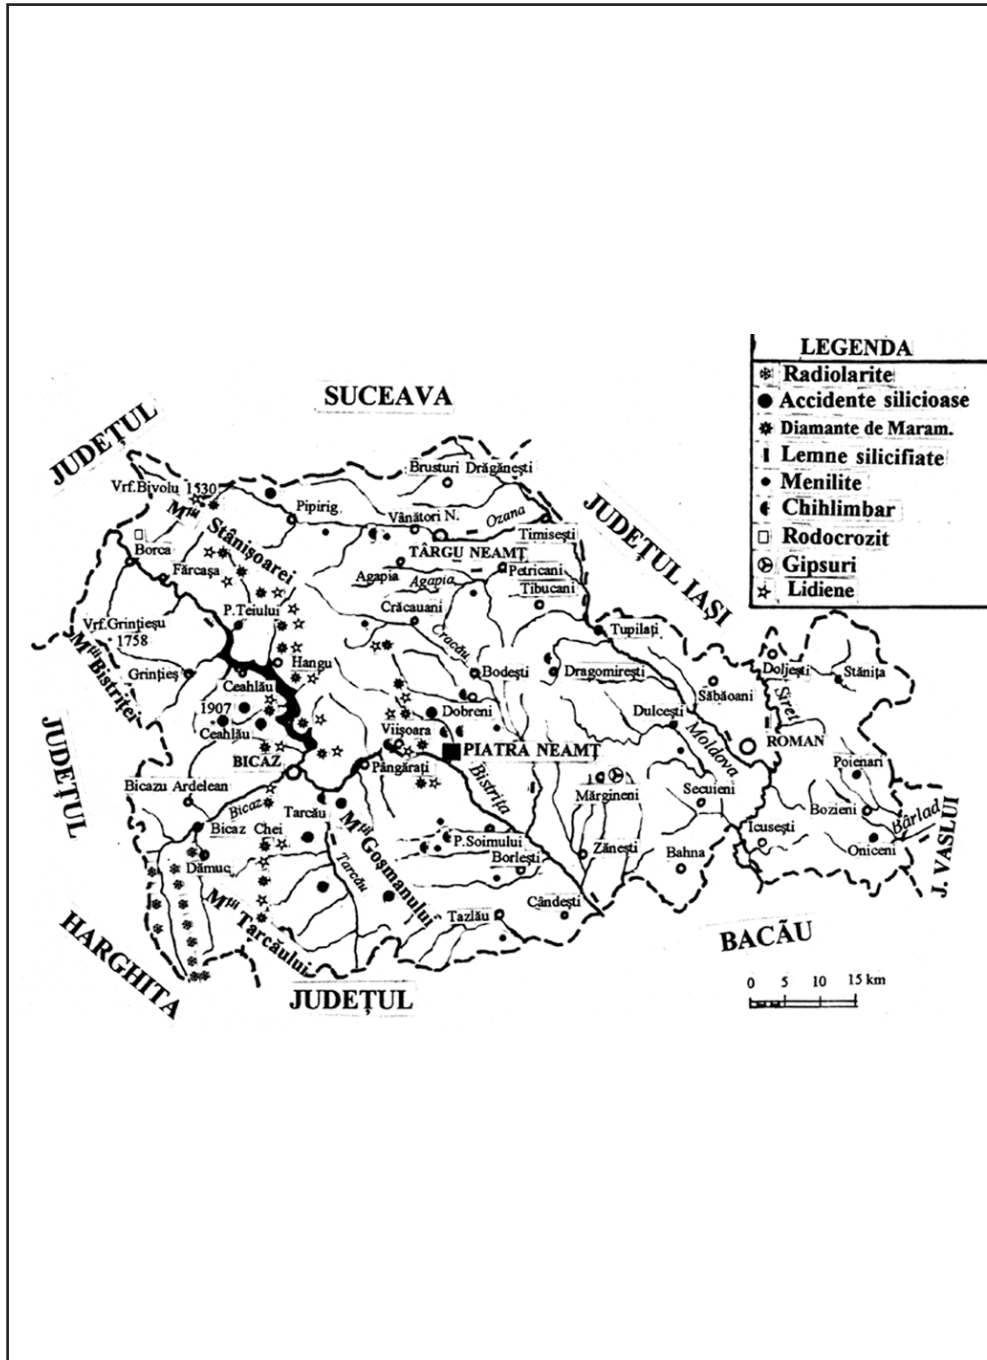 LEGENDA
Radiolarite
Accidente silicioase
Diamante de Maram.
Lemne silicifiate
Menilite
Chihlimbar
Rodocrozit
Gipsuri
Lidiene
SUCEAVA
JUDEȚUL
JUDEȚUL IAȘI
Brusturi Drăgănești
Vrf.Bivolu 1530
Mții Stânișoarei
Pipirig
Vânători N.
Ozana
Timisești
Borca
TÂRGU NEAMȚ
Fărcașa
Agapia
Agapia
Petricani
Tibucani
P.Teiului
Crăcauani
Cracău
Tupilați
Vrf.Grințieșu
1758
Mții Bistriței
Hangu
Grințieș
Ceahlău
Bodești
Dragomirești
Săbăoani
Doljești
Stănița
Siret
1907
Ceahlău
Dobreni
Dulcești
Moldova
Viișoara
PIATRA NEAMȚ
ROMAN
JUDEȚUL
BICAZ
Pângărați
Bistrița
Poienari
Bicazu Ardelean
Bicaz
Mărgineni
Secuieni
Tarcău
Bozieni
Bârlad
Bicaz Chei
Mții Goșmanului
P.Soimului
Icusești
Oniceni
J. VASLUI
Dămuc
Tarcău
Borlești
Zănești
Bahna
Mții Tarcăului
Tazlău
Cândești
HARGHITA
JUDEȚUL
BACĂU
0 5 10 15 km